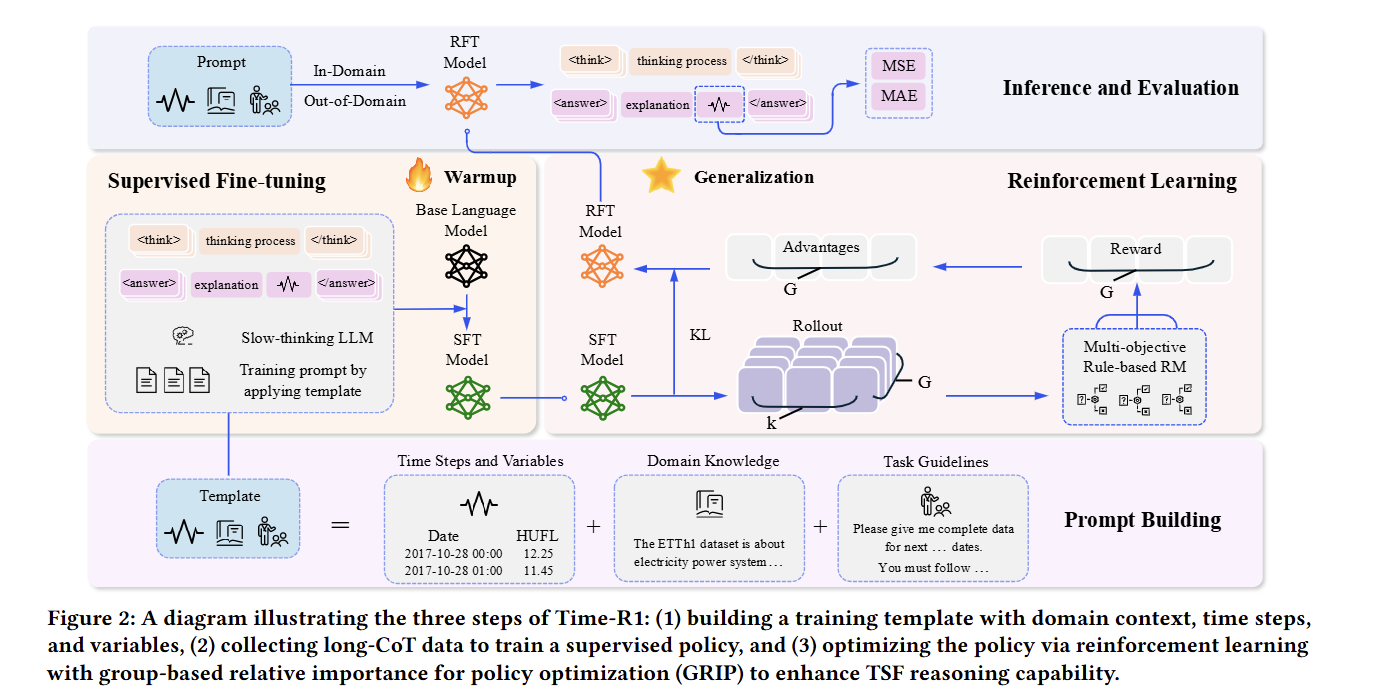 Prompt
In-Domain
Out-of-Domain
RFT
Model
<think>
thinking process
</think>
<answer>
explanation
</answer>
MSE
MAE
Inference and Evaluation
Supervised Fine-tuning
Warmup
<think>
thinking process
</think>
<answer>
explanation
</answer>
Slow-thinking LLM
Training prompt by
applying template
Base Language
Model
SFT
Model
Generalization
Reinforcement Learning
RFT
Model
SFT
Model
KL
Advantages
G
Rollout
G
k
Reward
G
Multi-objective
Rule-based RM
Template
=
Time Steps and Variables
Date HUFL
2017-10-28 00:00 12.25
2017-10-28 01:00 11.45
+
Domain Knowledge
The ETTh1 dataset is about
electricity power system...
+
Task Guidelines
Please give me complete data
for next ... dates.
You must follow ...
Prompt Building
Figure 2: A diagram illustrating the three steps of Time-R1: (1) building a training template with domain context, time steps,
and variables, (2) collecting long-CoT data to train a supervised policy, and (3) optimizing the policy via reinforcement learning
with group-based relative importance for policy optimization (GRIP) to enhance TSF reasoning capability.